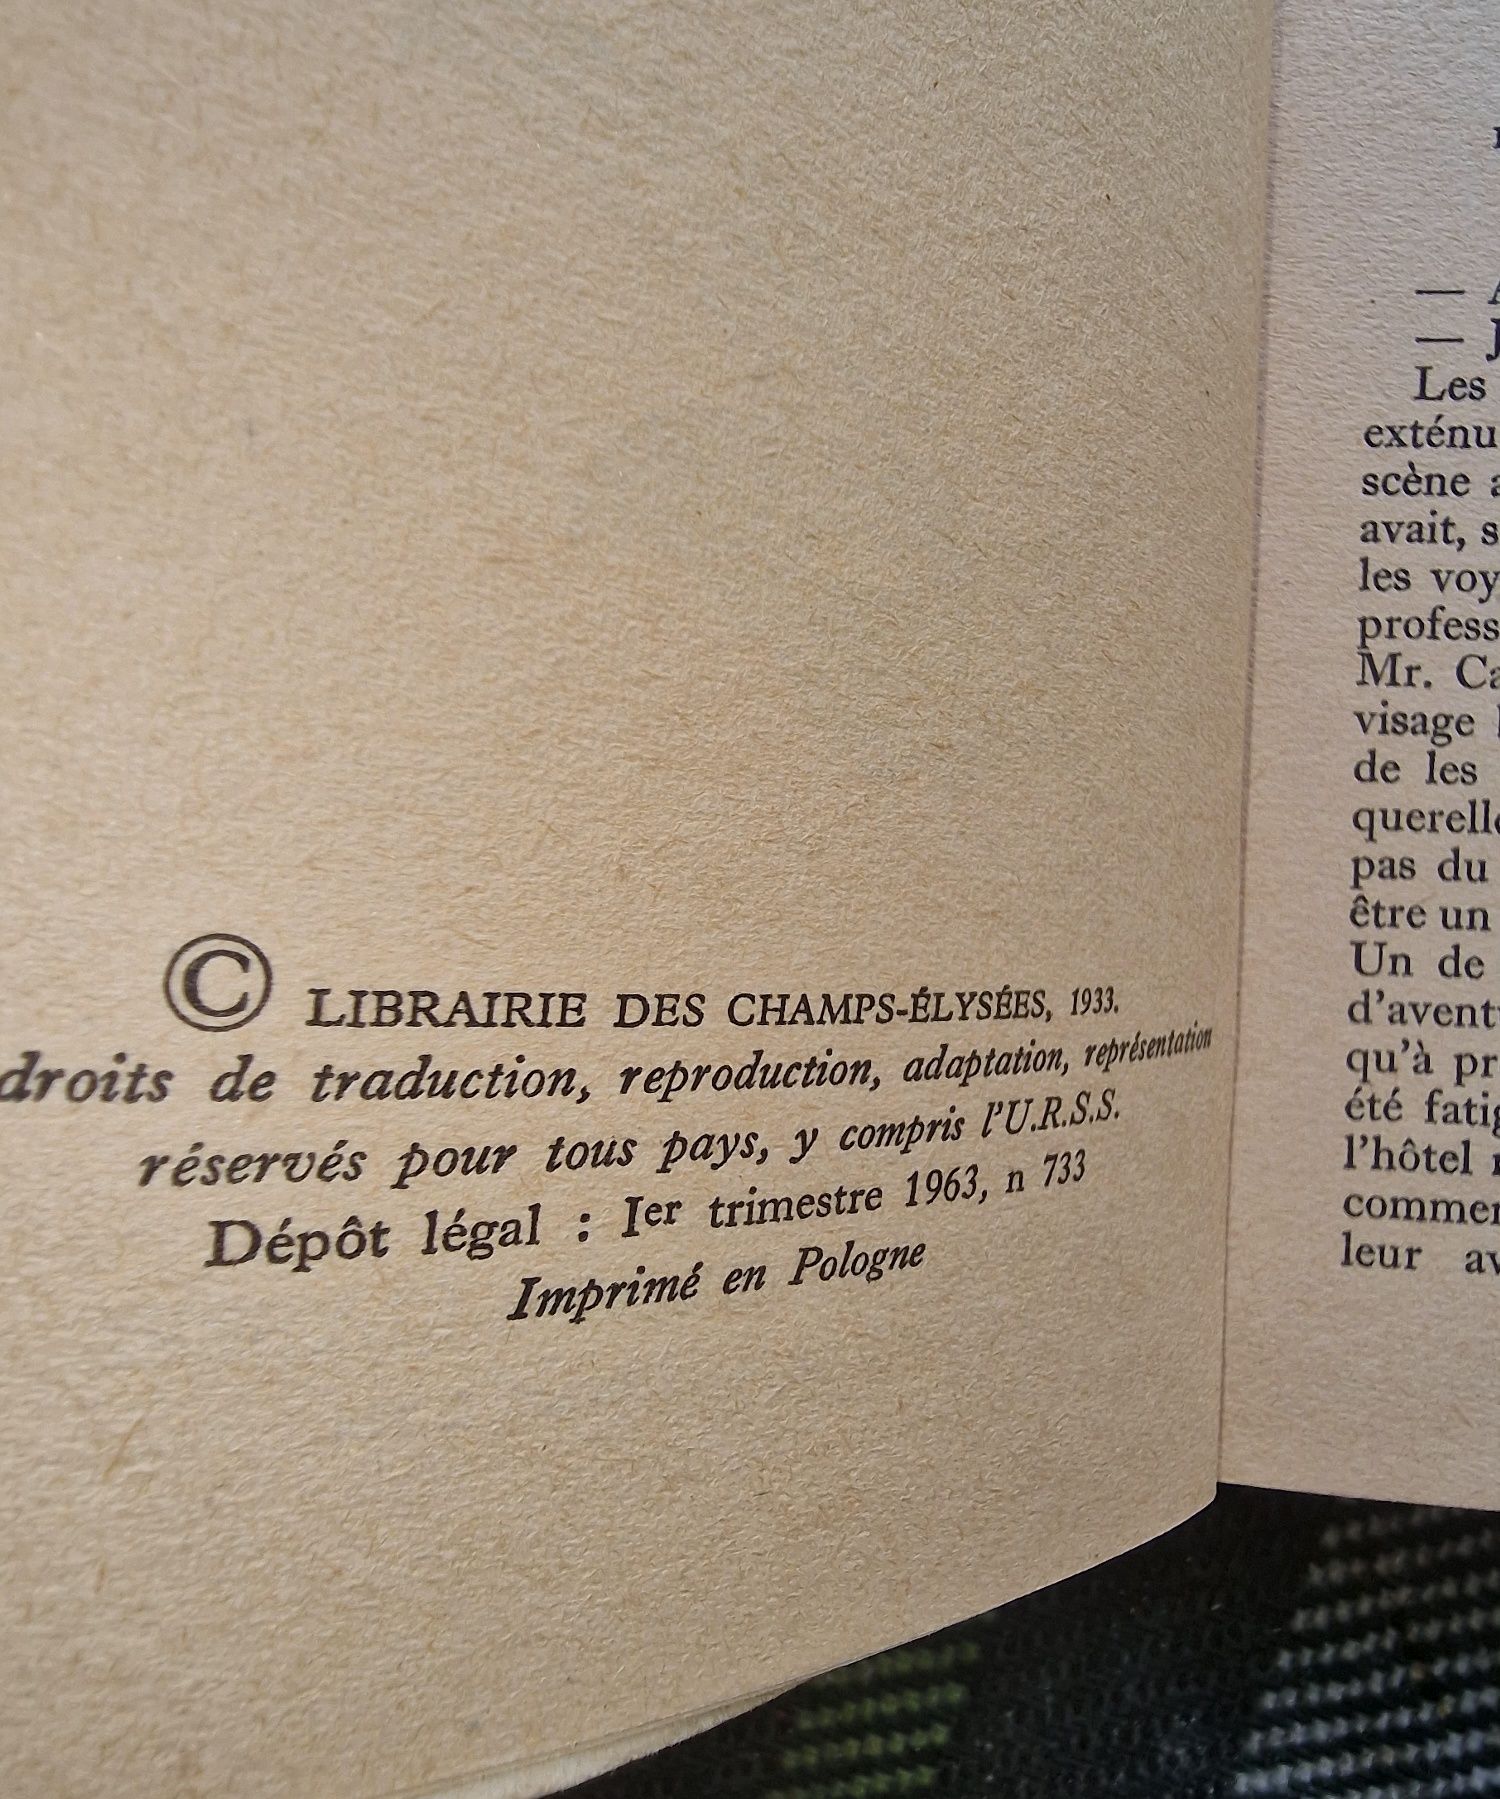 © LIBRAIRIE DES CHAMPS-ÉLYSÉES, 1933.
droits de traduction, reproduction, adaptation, représentation
réservés pour tous pays, y compris l'U.R.S.S.
Dépôt légal : Ier trimestre 1963, n 733
Imprimé en Pologne
—
— J
Les
exténu
scène a
avait, s
les voy
profess
Mr. Ca
visage
de les
querelle
pas du
être un
Un de
d'avent
qu'à pr
été fatig
l'hôtel
commen
leur av